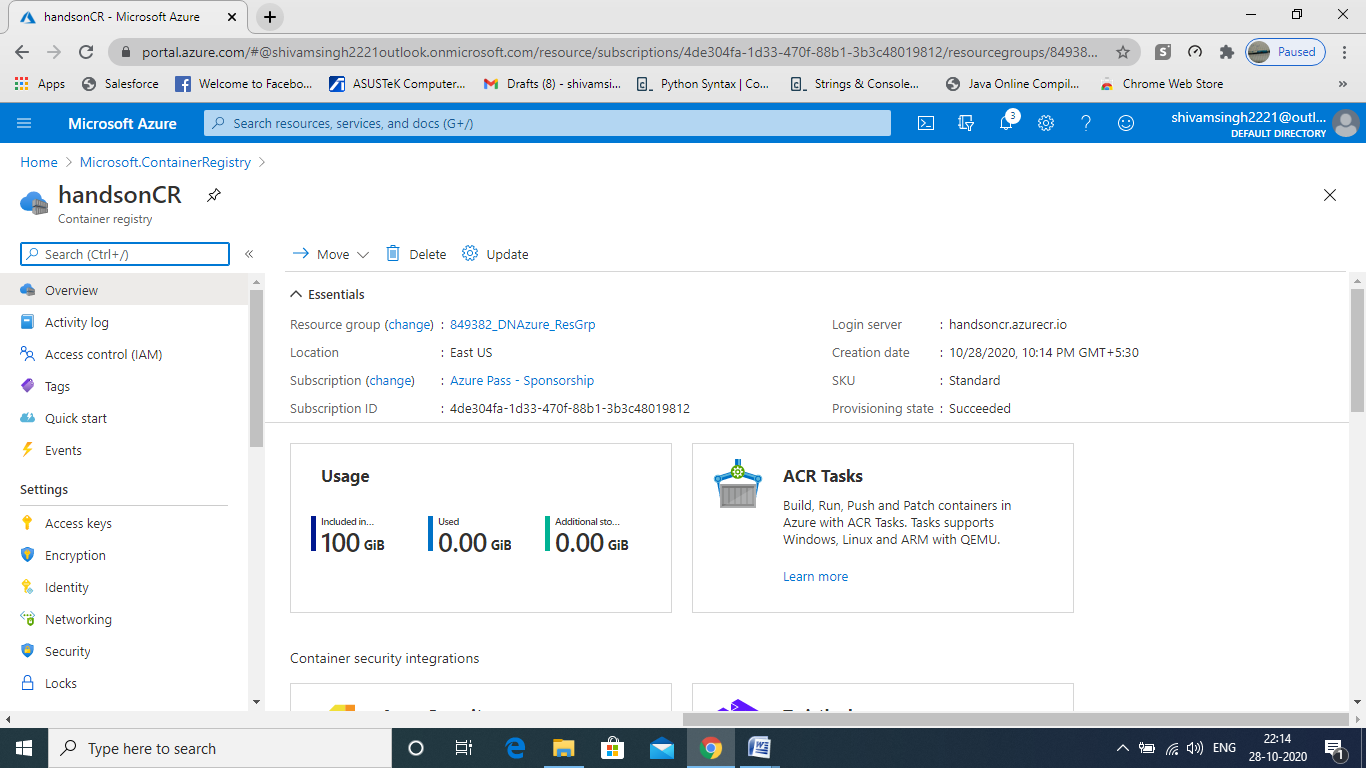 handsonCR - Microsoft Azure
portal.azure.com/#@shivamsingh2221outlook.onmicrosoft.com/resource/subscriptions/4de304fa-1d33-470f-88b1-3b3c48019812/resourcegroups/84938...
Paused
Apps Salesforce Welcome to Facebo... ASUSTeK Computer... Drafts (8) - shivamsi... Python Syntax | Co... Strings & Console... Java Online Compil... Chrome Web Store »
Microsoft Azure
Search resources, services, and docs (G+/)
3
shivamsingh2221@outl...
DEFAULT DIRECTORY
Home > Microsoft.ContainerRegistry >
handsonCR
Container registry
Search (Ctrl+/)
«
Move Delete Update
Overview
Activity log
Access control (IAM)
Tags
Quick start
Events
Settings
Access keys
Encryption
Identity
Networking
Security
Locks
Essentials
Resource group (change) : 849382_DNAzure_ResGrp
Location : East US
Subscription (change) : Azure Pass - Sponsorship
Subscription ID : 4de304fa-1d33-470f-88b1-3b3c48019812
Login server : handsoncr.azurecr.io
Creation date : 10/28/2020, 10:14 PM GMT+5:30
SKU : Standard
Provisioning state : Succeeded
Usage
Included in...
100 GiB
Used
0.00 GiB
Additional sto...
0.00 GiB
ACR Tasks
Build, Run, Push and Patch containers in
Azure with ACR Tasks. Tasks supports
Windows, Linux and ARM with QEMU.
Learn more
Container security integrations
Type here to search
ENG
22:14
28-10-2020
1